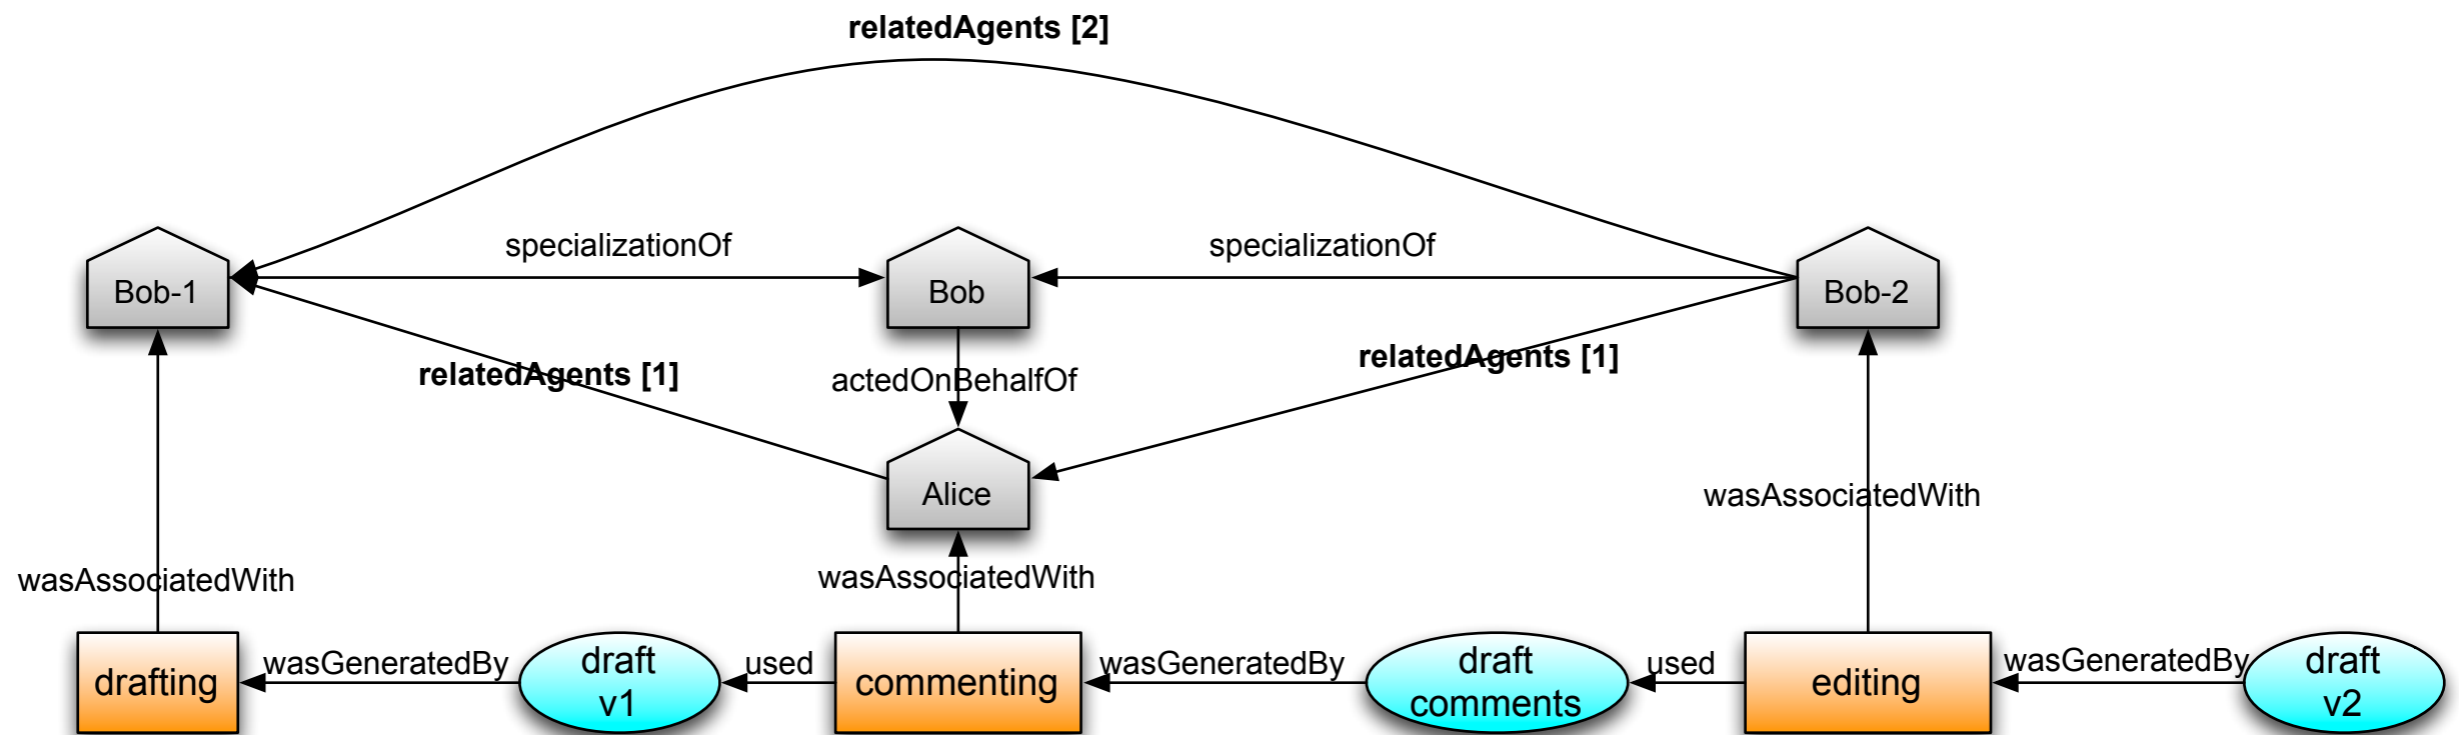 relatedAgents [2]
specializationOf
specializationOf
Bob-1
Bob
Bob-2
relatedAgents [1]
actedOnBehalfOf
relatedAgents [1]
Alice
wasAssociatedWith
wasAssociatedWith
wasAssociatedWith
drafting
wasGeneratedBy
draft
v1
used
commenting
wasGeneratedBy
draft
comments
used
editing
wasGeneratedBy
draft
v2